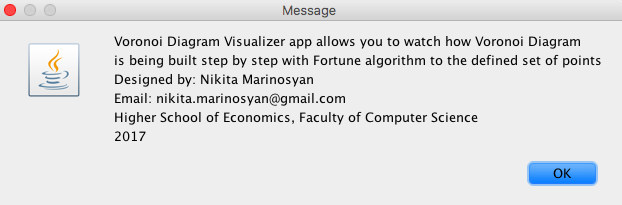 Message
Voronoi Diagram Visualizer app allows you to watch how Voronoi Diagram
is being built step by step with Fortune algorithm to the defined set of points
Designed by: Nikita Marinosyan
Email: nikita.marinosyan@gmail.com
Higher School of Economics, Faculty of Computer Science
2017
OK